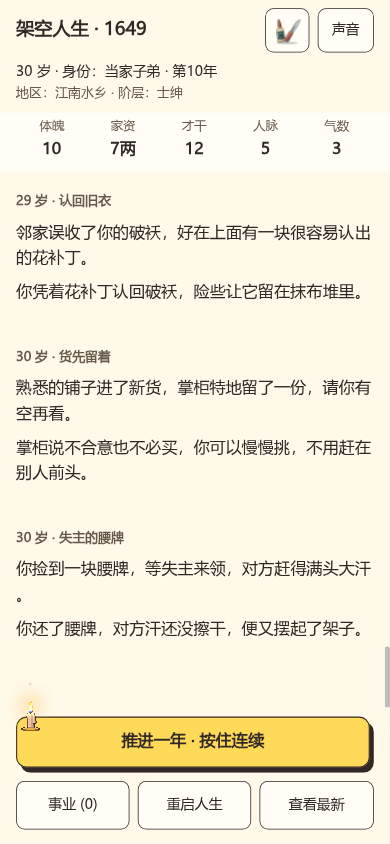 架空人生 · 1649
声音
30 岁 · 身份：当家子弟 · 第10年
地区：江南水乡 · 阶层：士绅
体魄 家资 才干 人脉 气数
10 7两 12 5 3
29 岁 · 认回旧衣
邻家误收了你的破袄，好在上面有一块很容易认出
的花补丁。
你凭着花补丁认回破袄，险些让它留在抹布堆里。
30 岁 · 货先留着
熟悉的铺子进了新货，掌柜特地留了一份，请你有
空再看。
掌柜说不合意也不必买，你可以慢慢挑，不用赶在
别人前头。
30 岁 · 失主的腰牌
你捡到一块腰牌，等失主来领，对方赶得满头大汗
。
你还了腰牌，对方汗还没擦干，便又摆起了架子。
推进一年 · 按住连续
事业 (0)
重启人生
查看最新